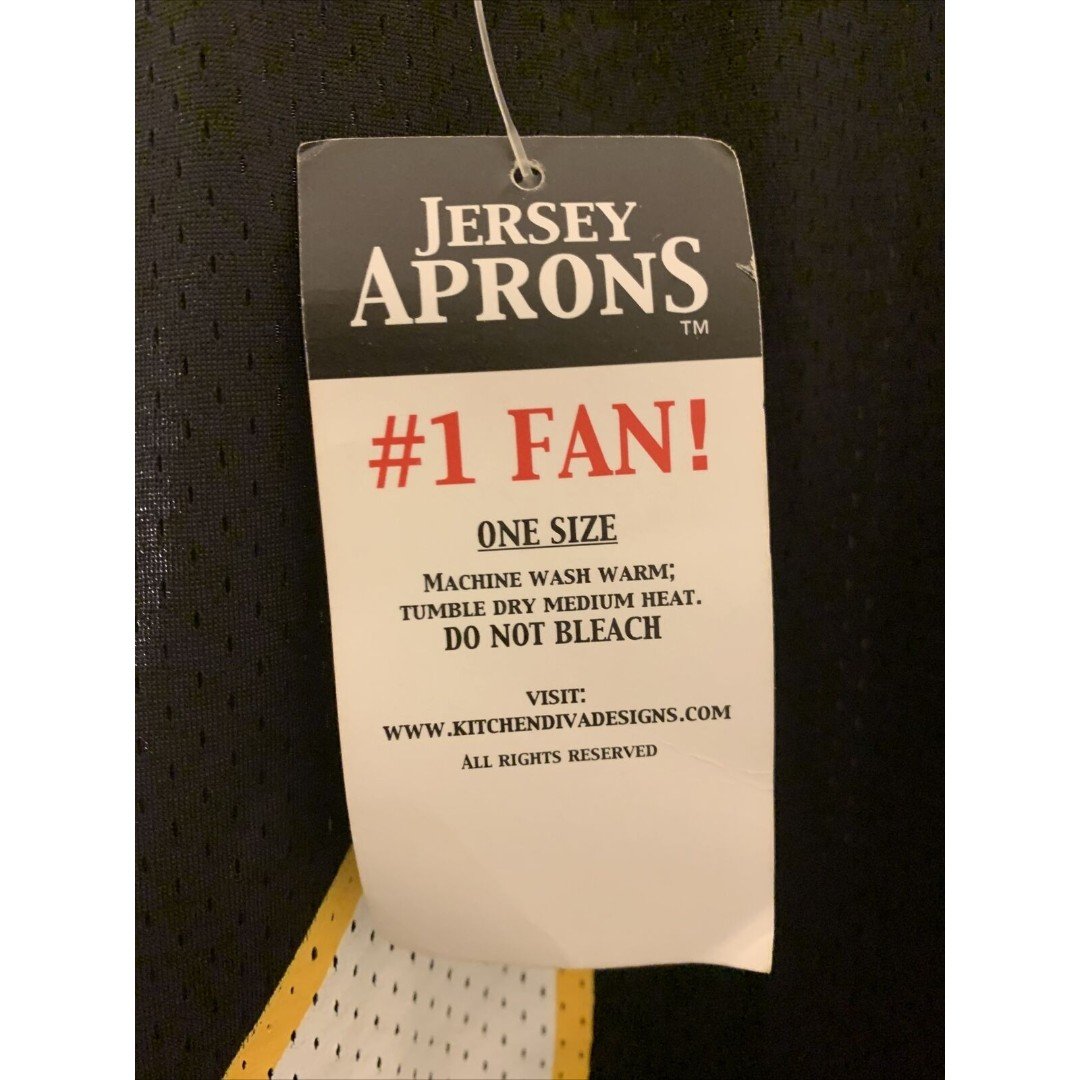 JERSEY
APRONS
TM
#1 FAN!
ONE SIZE
MACHINE WASH WARM;
TUMBLE DRY MEDIUM HEAT.
DO NOT BLEACH
VISIT:
WWW.KITCHENDIVADESIGNS.COM
ALL RIGHTS RESERVED